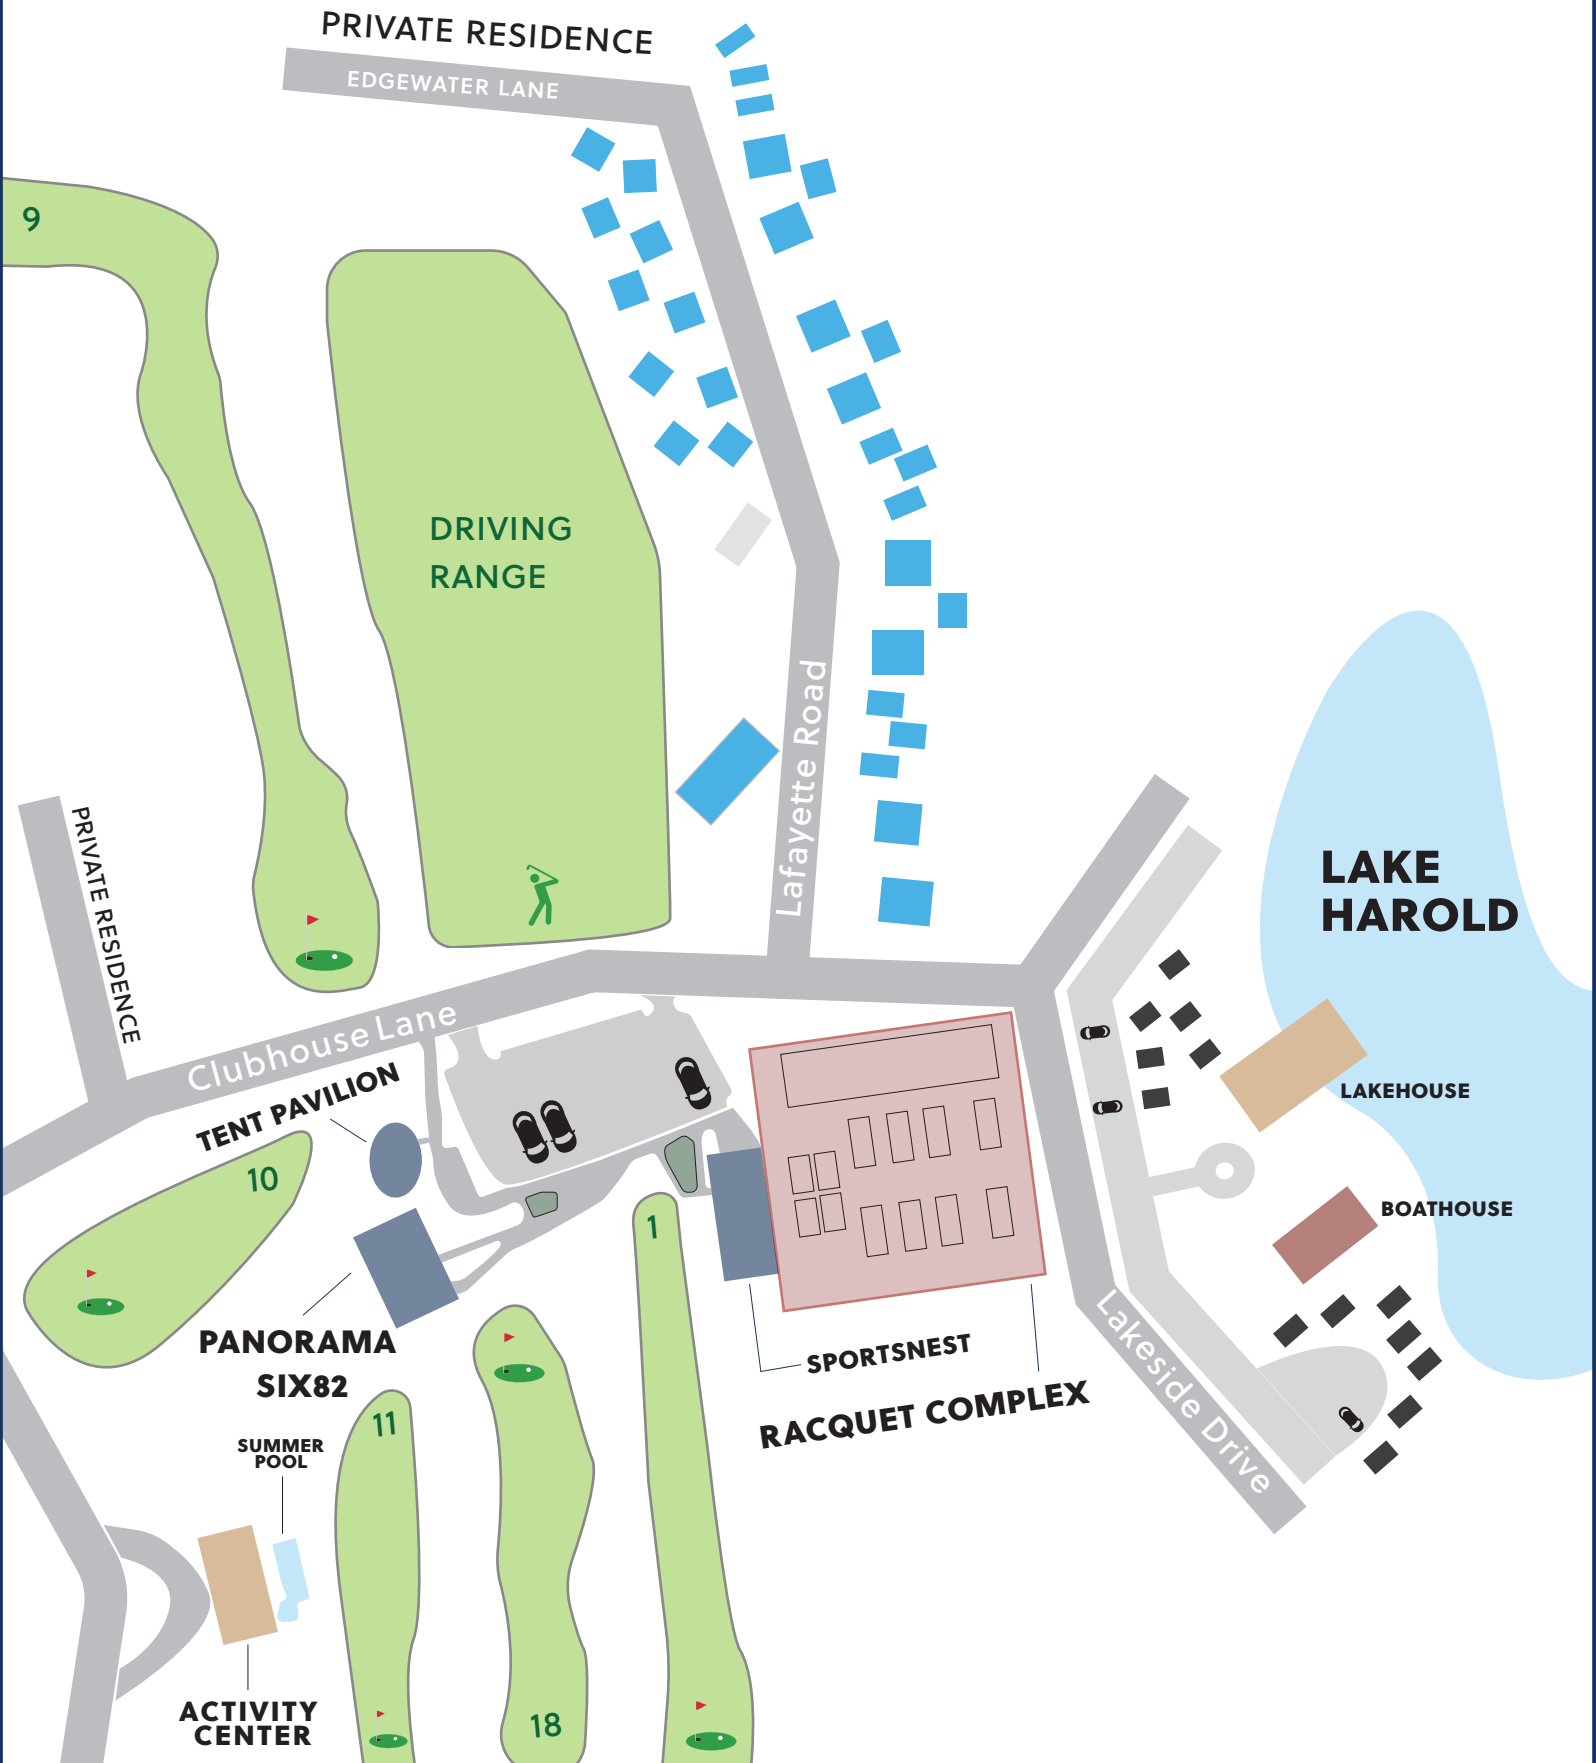 PRIVATE RESIDENCE
EDGEWATER LANE
9
DRIVING
RANGE
Lafayette Road
PRIVATE RESIDENCE
LAKE
HAROLD
Clubhouse Lane
TENT PAVILION
LAKEHOUSE
10
1
BOATHOUSE
PANORAMA
SIX82
SPORTSNEST
RACQUET COMPLEX
Lakeside Drive
11
SUMMER
POOL
ACTIVITY
CENTER
18